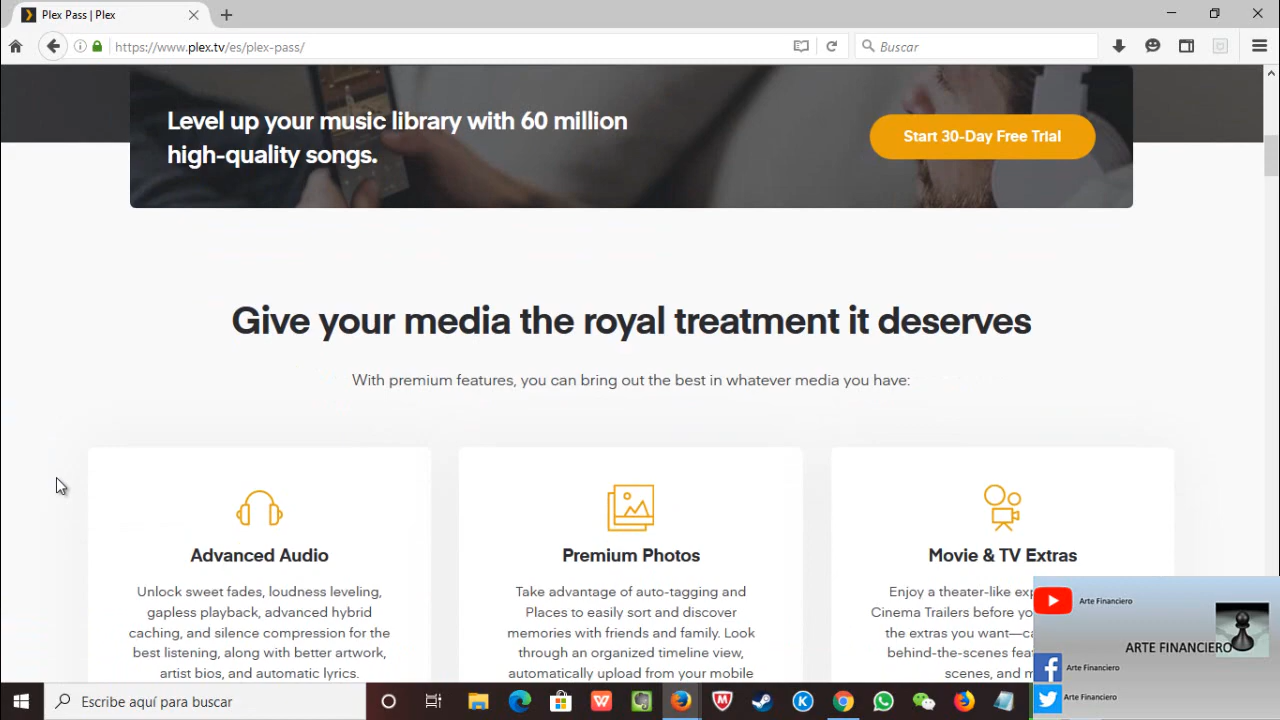 Plex Pass | Plex
https://www.plex.tv/es/plex-pass/
Buscar
Level up your music library with 60 million
high-quality songs.
Start 30-Day Free Trial
Give your media the royal treatment it deserves
With premium features, you can bring out the best in whatever media you have:
Advanced Audio
Unlock sweet fades, loudness leveling,
gapless playback, advanced hybrid
caching, and silence compression for the
best listening, along with better artwork,
artist bios, and automatic lyrics.
Premium Photos
Take advantage of auto-tagging and
Places to easily sort and discover
memories with friends and family. Look
through an organized timeline view,
automatically upload from your mobile
Movie & TV Extras
Enjoy a theater-like
Cinema Trailers before
the extras you want—
behind-the-scenes
scenes, and
Arte Financiero
ARTE FINANCIERO
Arte Financiero
Arte Financiero
Escribe aquí para buscar